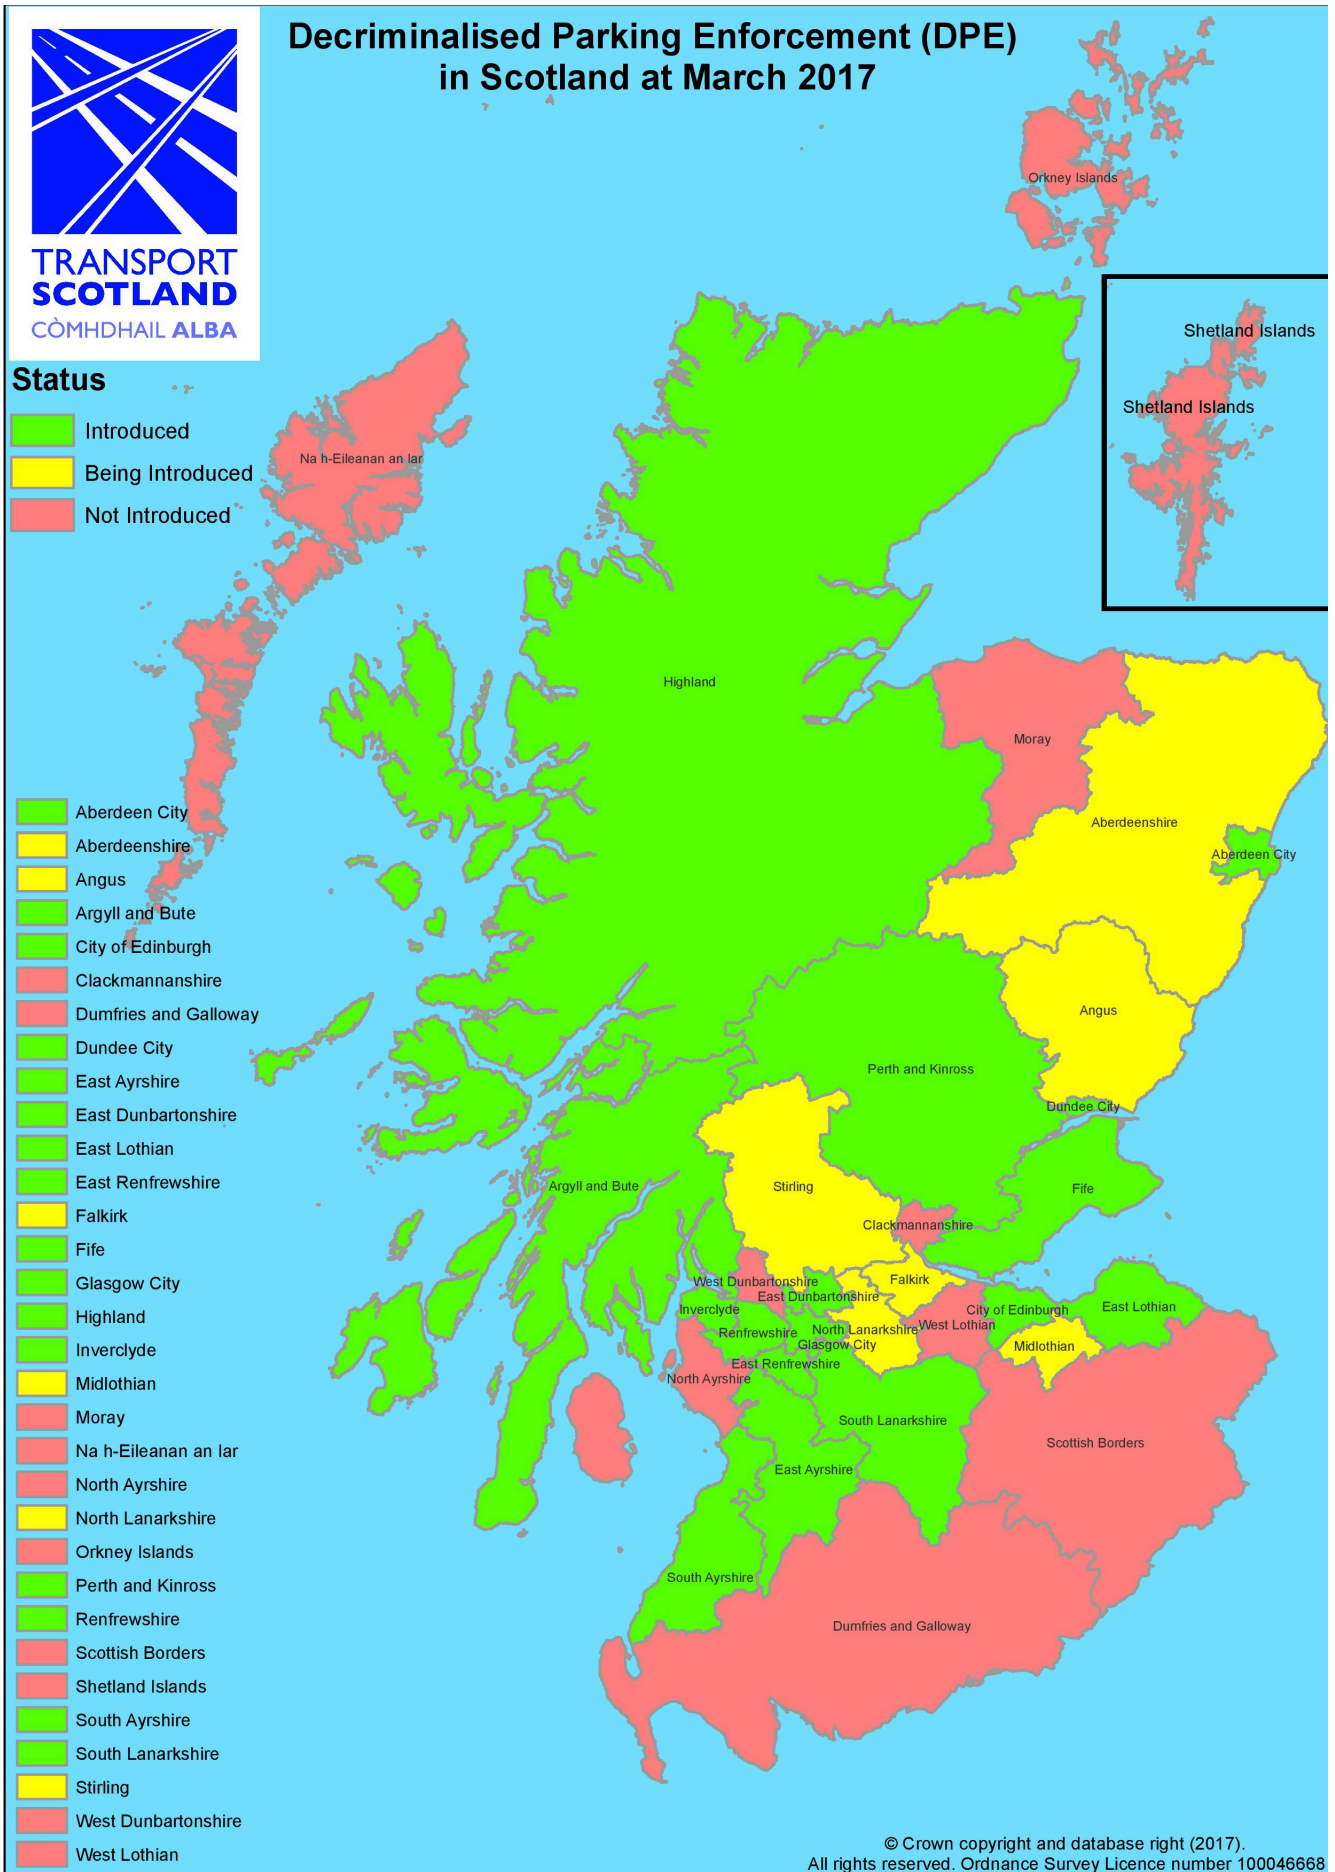 Decriminalised Parking Enforcement (DPE)
in Scotland at March 2017
TRANSPORT
SCOTLAND
CÒMHDHAIL ALBA
Status
Introduced
Being Introduced
Not Introduced
Aberdeen City
Aberdeenshire
Angus
Argyll and Bute
City of Edinburgh
Clackmannanshire
Dumfries and Galloway
Dundee City
East Ayrshire
East Dunbartonshire
East Lothian
East Renfrewshire
Falkirk
Fife
Glasgow City
Highland
Inverclyde
Midlothian
Moray
Na h-Eileanan an Iar
North Ayrshire
North Lanarkshire
Orkney Islands
Perth and Kinross
Renfrewshire
Scottish Borders
Shetland Islands
South Ayrshire
South Lanarkshire
Stirling
West Dunbartonshire
West Lothian
Orkney Islands
Shetland Islands
Shetland Islands
Na h-Eileanan an Iar
Highland
Moray
Aberdeenshire
Aberdeen City
Angus
Perth and Kinross
Dundee City
Argyll and Bute
Stirling
Fife
Clackmannanshire
West Dunbartonshire
Falkirk
East Dunbartonshire
Inverclyde
City of Edinburgh
East Lothian
Renfrewshire
North Lanarkshire
West Lothian
Glasgow City
Midlothian
East Renfrewshire
North Ayrshire
South Lanarkshire
Scottish Borders
East Ayrshire
South Ayrshire
Dumfries and Galloway
© Crown copyright and database right (2017).
All rights reserved. Ordnance Survey Licence number 100046668